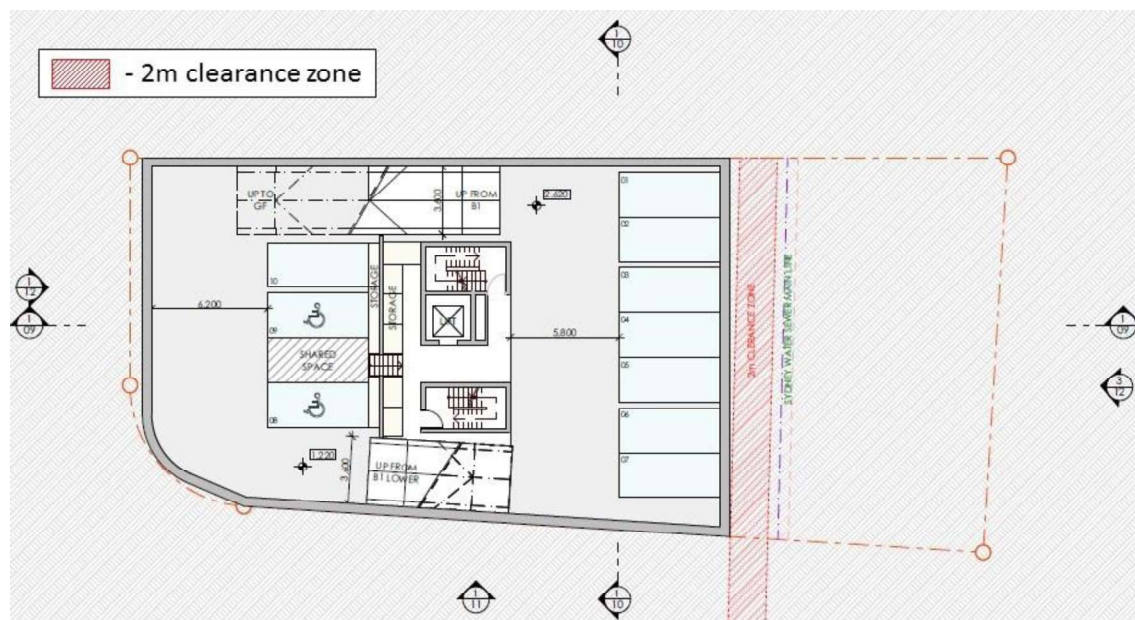 - 2m clearance zone
1
10
UP TO
GF
3.600
UP FROM
B1
2.620
01
02
03
04
05
06
07
10
09
08
SHARED
SPACE
STORAGE
STORAGE
LIFT
6.200
5.800
1
12
1
09
1
09
3
12
2m CLERANCE ZONE
SYDNEY WATER SEWER MAIN LINE
1.220
3.600
UP FROM
B1 LOWER
1
11
1
10